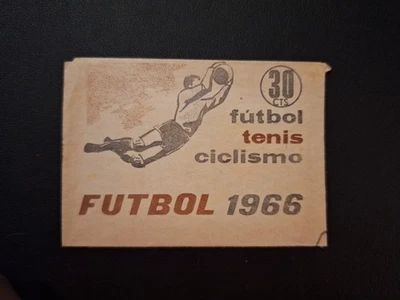 30
CTS
fútbol
tenis
ciclismo
FUTBOL 1966